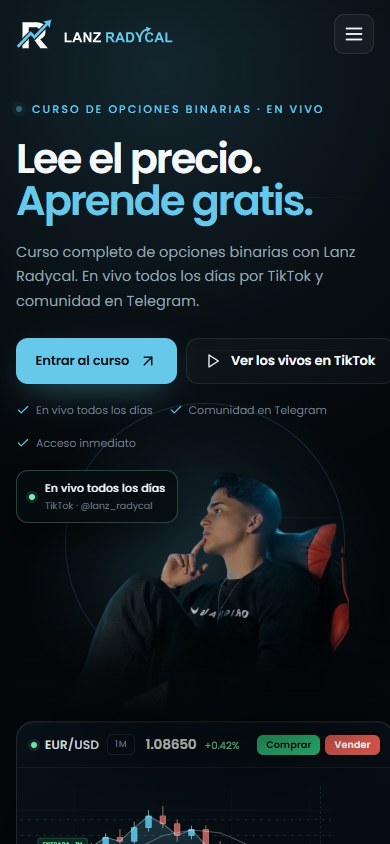 LANZ RADYCAL
CURSO DE OPCIONES BINARIAS · EN VIVO
Lee el precio.
Aprende gratis.
Curso completo de opciones binarias con Lanz
Radycal. En vivo todos los días por TikTok y
comunidad en Telegram.
Entrar al curso
Ver los vivos en TikTok
En vivo todos los días
Comunidad en Telegram
Acceso inmediato
En vivo todos los días
TikTok · @lanz_radycal
EUR/USD 1M 1.08650 +0.42% Comprar Vender